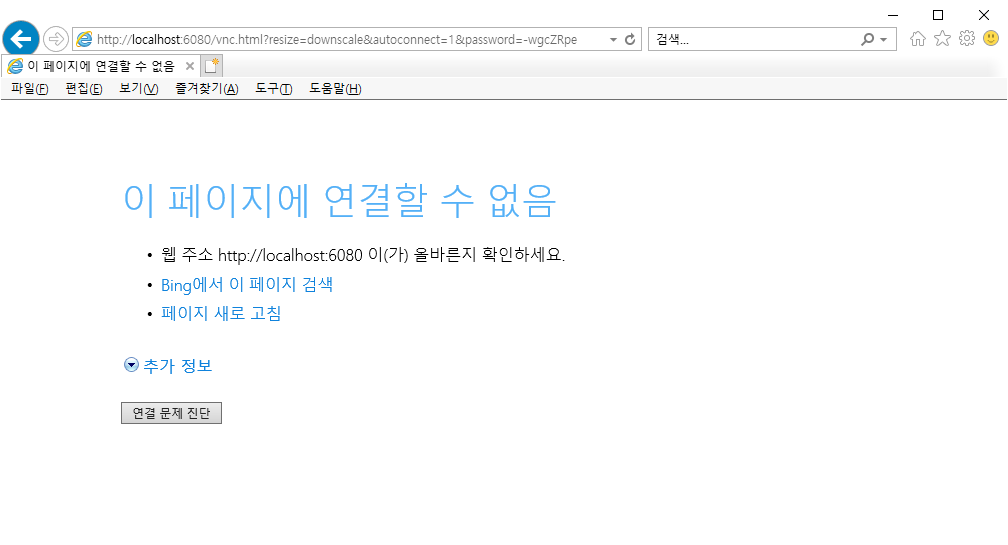 http://localhost:6080/vnc.html?resize=downscale&autoconnect=1&password=-wgcZRpe
검색...
이 페이지에 연결할 수 없음
파일(F) 편집(E) 보기(V) 즐겨찾기(A) 도구(T) 도움말(H)
이 페이지에 연결할 수 없음
• 웹 주소 http://localhost:6080 이(가) 올바른지 확인하세요.
• Bing에서 이 페이지 검색
• 페이지 새로 고침
추가 정보
연결 문제 진단